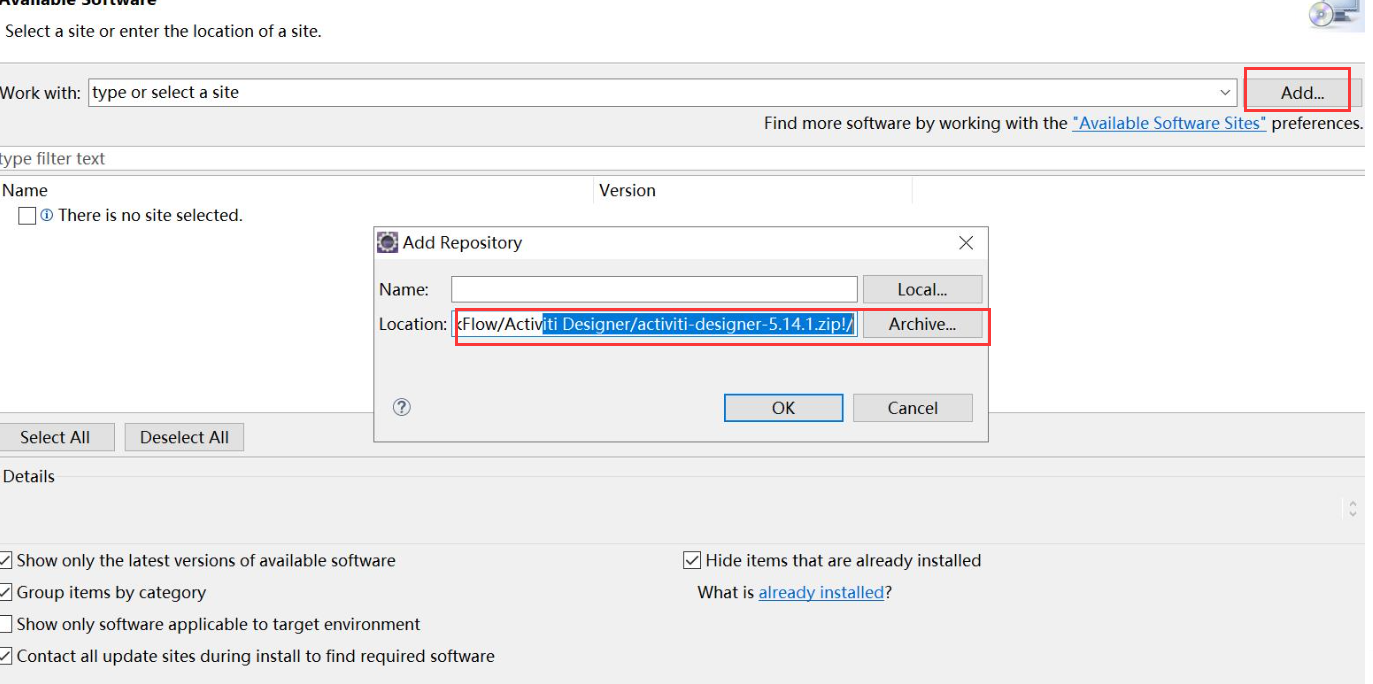 Available Software
Select a site or enter the location of a site.
Work with: type or select a site Add...
Find more software by working with the "Available Software Sites" preferences.
type filter text
Name Version
There is no site selected.
Add Repository
Name: Local...
Location: kFlow/Activiti Designer/activiti-designer-5.14.1.zip!/ Archive...
? OK Cancel
Select All Deselect All
Details
Show only the latest versions of available software Hide items that are already installed
Group items by category What is already installed?
Show only software applicable to target environment
Contact all update sites during install to find required software